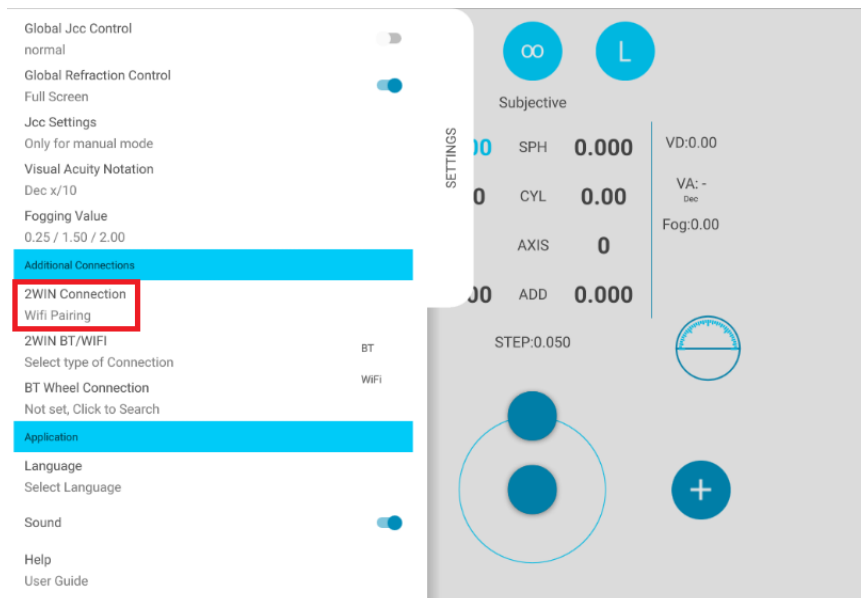 Global Jcc Control
normal
Global Refraction Control
Full Screen
Jcc Settings
Only for manual mode
Visual Acuity Notation
Dec x/10
Fogging Value
0.25 / 1.50 / 2.00
Additional Connections
2WIN Connection
Wifi Pairing
2WIN BT/WIFI
Select type of Connection
BT
WiFi
BT Wheel Connection
Not set, Click to Search
Application
Language
Select Language
Sound
Help
User Guide
SETTINGS
∞ L
Subjective
00 SPH 0.000
0 CYL 0.00
AXIS 0
00 ADD 0.000
STEP:0.050
VD:0.00
VA: -
Dec
Fog:0.00
+